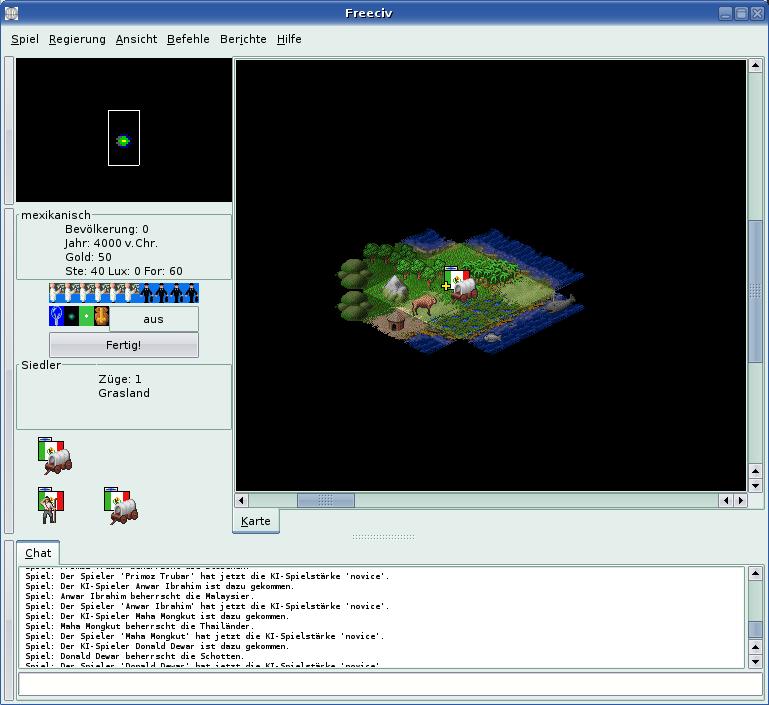 Freeciv
Spiel Regierung Ansicht Befehle Berichte Hilfe
mexikanisch
Bevölkerung: 0
Jahr: 4000 v.Chr.
Gold: 50
Ste: 40 Lux: 0 For: 60
aus
Fertig!
Siedler
Züge: 1
Grasland
Karte
Chat
Spiel: Der Spieler 'Primoz Trubar' hat jetzt die KI-Spielstärke 'novice'.
Spiel: Der KI-Spieler Anwar Ibrahim ist dazu gekommen.
Spiel: Anwar Ibrahim beherrscht die Malaysier.
Spiel: Der Spieler 'Anwar Ibrahim' hat jetzt die KI-Spielstärke 'novice'.
Spiel: Der KI-Spieler Maha Mongkut ist dazu gekommen.
Spiel: Maha Mongkut beherrscht die Thailänder.
Spiel: Der Spieler 'Maha Mongkut' hat jetzt die KI-Spielstärke 'novice'.
Spiel: Der KI-Spieler Donald Dewar ist dazu gekommen.
Spiel: Donald Dewar beherrscht die Schotten.
Spiel: Der Spieler 'Donald Dewar' hat jetzt die KI-Spielstärke 'novice'